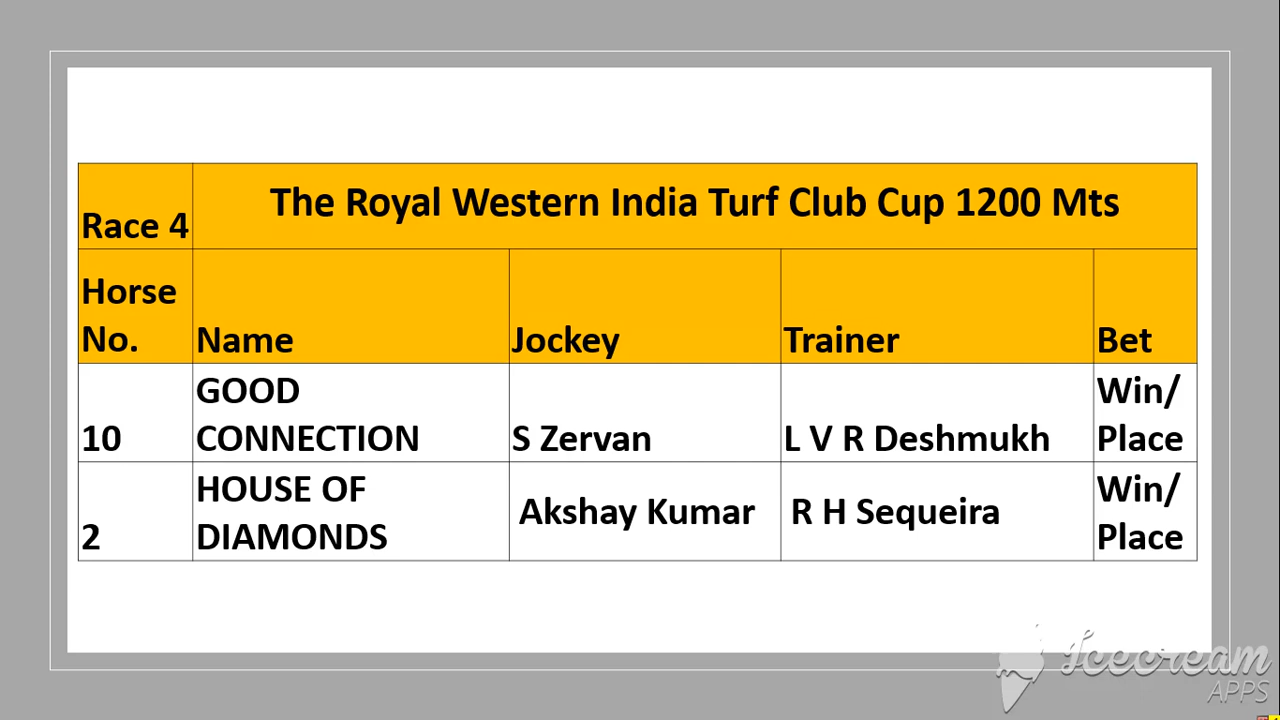 Race 4
The Royal Western India Turf Club Cup 1200 Mts
Horse
No.
Name
Jockey
Trainer
Bet
10
GOOD
CONNECTION
S Zervan
L V R Deshmukh
Win/
Place
2
HOUSE OF
DIAMONDS
Akshay Kumar
R H Sequeira
Win/
Place
Icecream
APPS